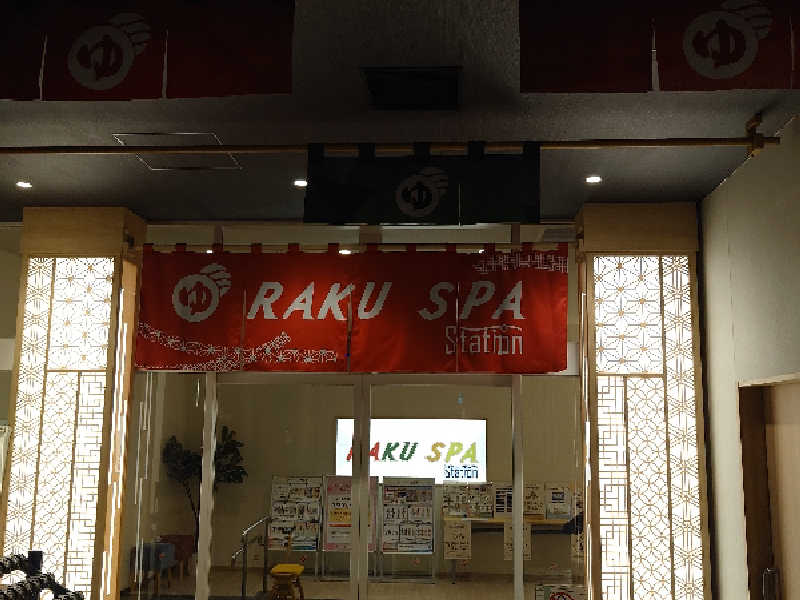 ゆ
ゆ
ゆ
ゆ RAKU SPA
Station
RAKU SPA
Station